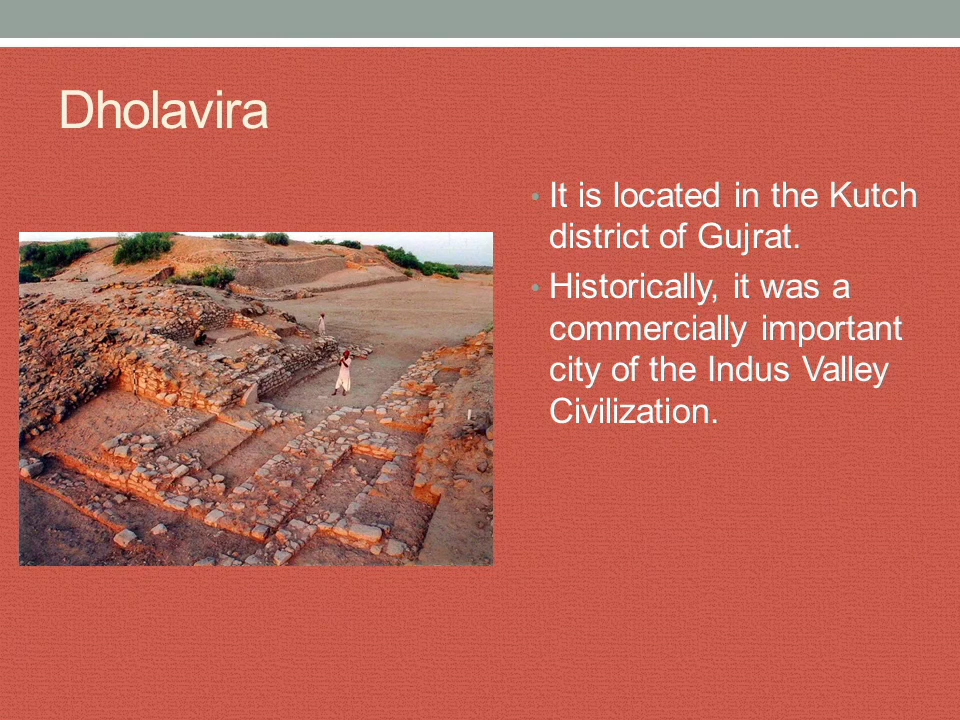 Dholavira
• It is located in the Kutch
district of Gujrat.
• Historically, it was a
commercially important
city of the Indus Valley
Civilization.